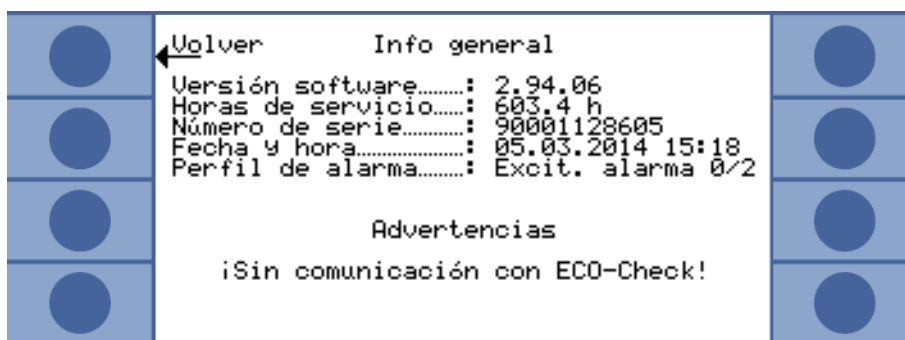 Volver Info general
Versión software........: 2.94.06
Horas de servicio.....: 603.4 h
Número de serie..........: 90001128605
Fecha y hora.................: 05.03.2014 15:18
Perfil de alarma........: Excit. alarma 0/2
Advertencias
¡Sin comunicación con ECO-Check!